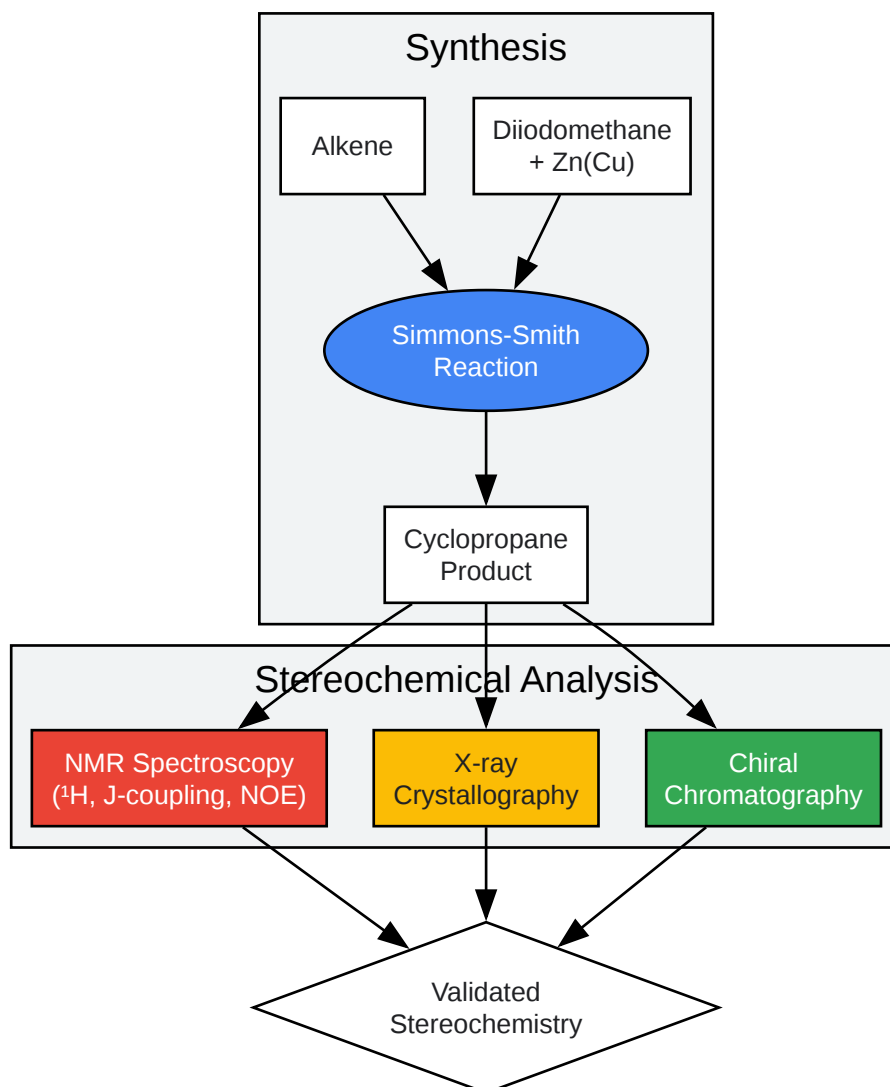 Synthesis
Alkene
Diiodomethane
+ Zn(Cu)
Simmons-Smith
Reaction
Cyclopropane
Product
Stereochemical Analysis
NMR Spectroscopy
(¹H, J-coupling, NOE)
X-ray
Crystallography
Chiral
Chromatography
Validated
Stereochemistry